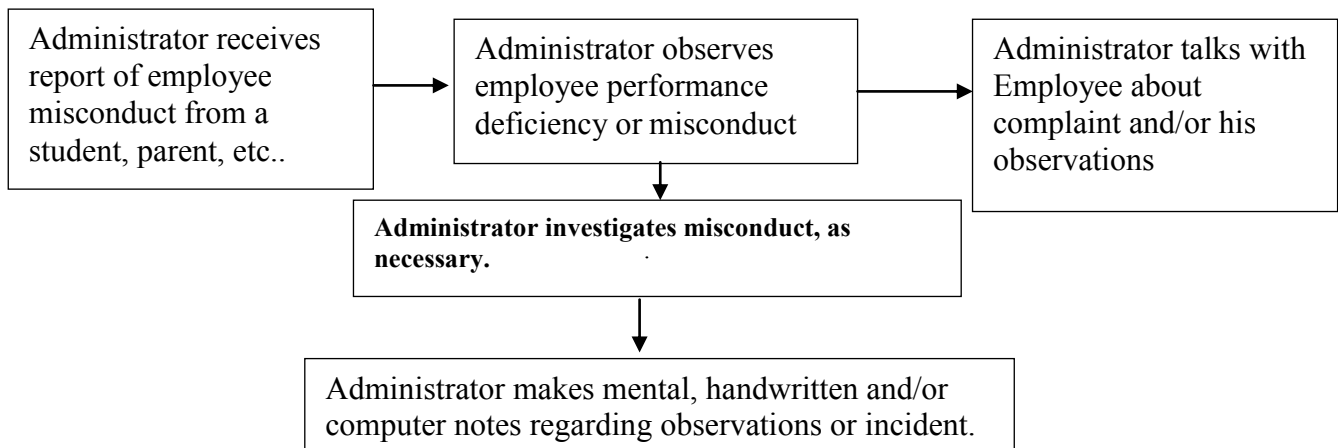 Administrator receives
report of employee
misconduct from a
student, parent, etc..
Administrator observes
employee performance
deficiency or misconduct
Administrator talks with
Employee about
complaint and/or his
observations
Administrator investigates misconduct, as
necessary.
Administrator makes mental, handwritten and/or
computer notes regarding observations or incident.